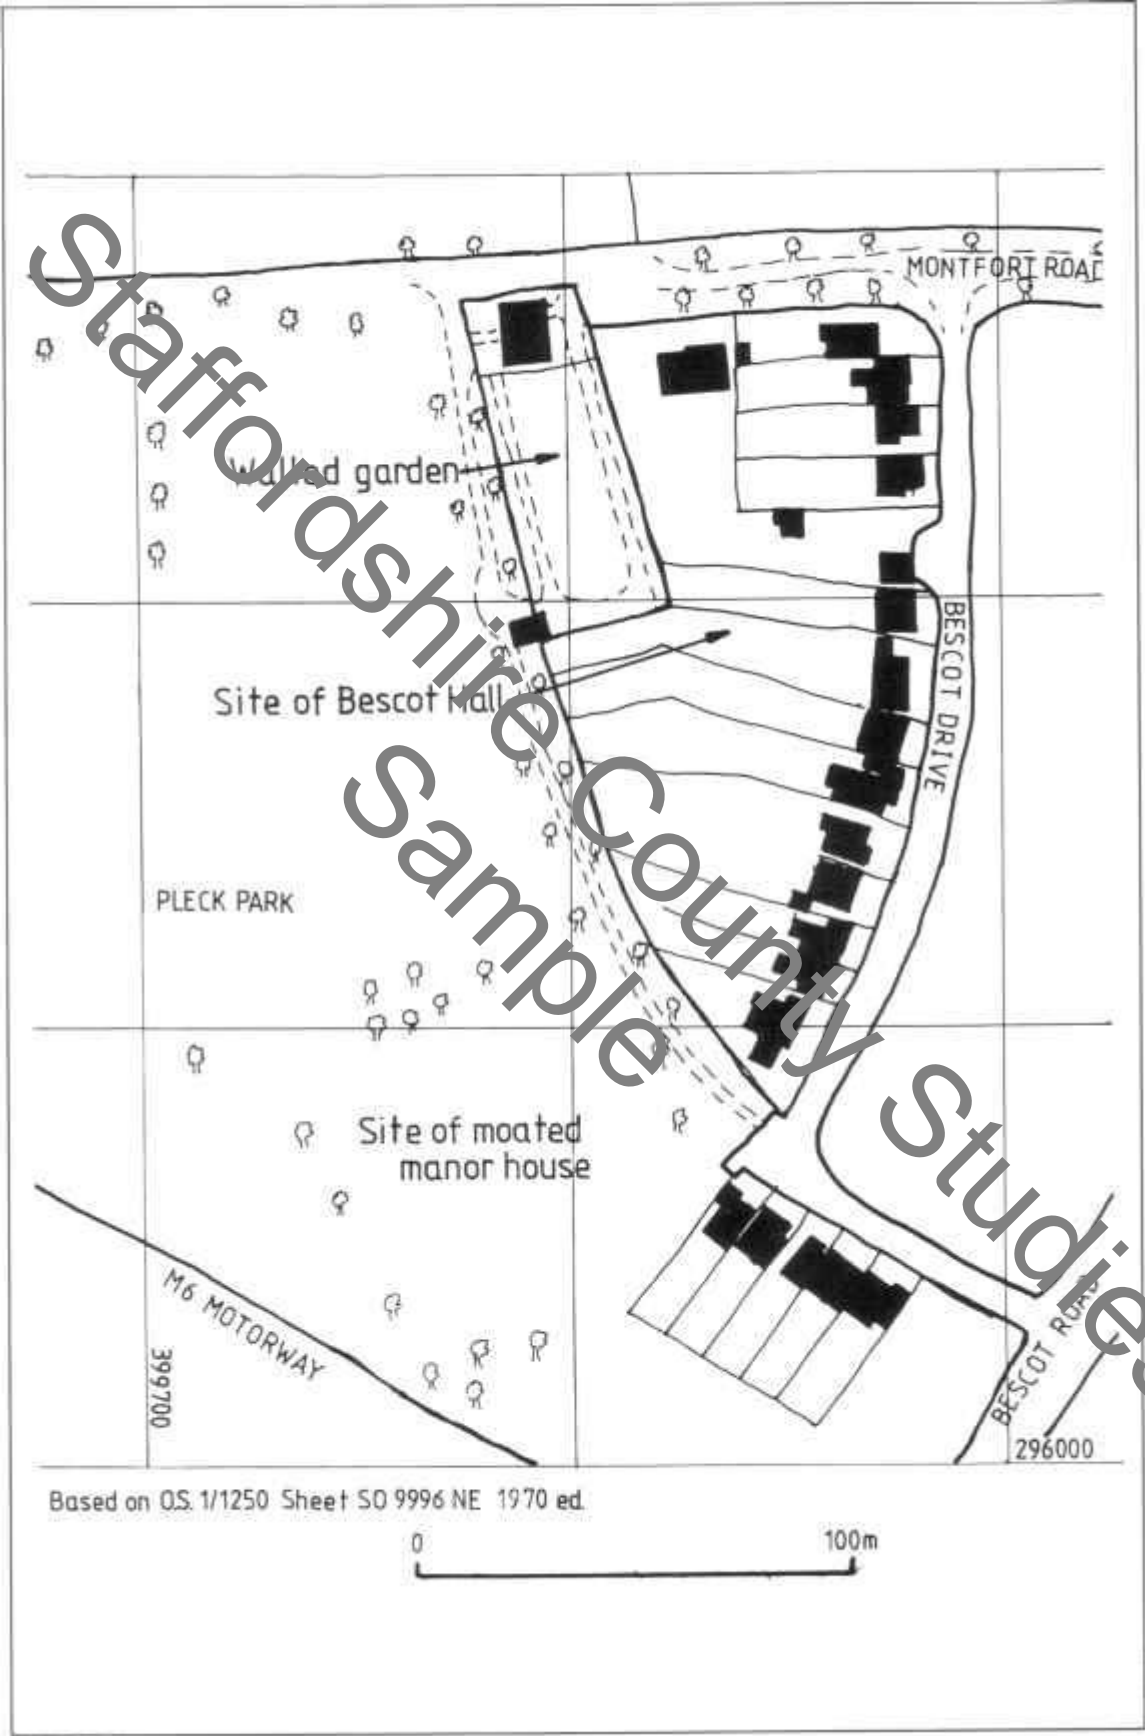 MONTFORT ROAD
Walled garden
BESCOT DRIVE
Site of Bescot Hall
PLECK PARK
Site of moated
manor house
M6 MOTORWAY
399700
BESCOT ROAD
296000
Based on O.S. 1/1250 Sheet SO 9996 NE 1970 ed.
0 100m
Staffordshire County Studies
Sample